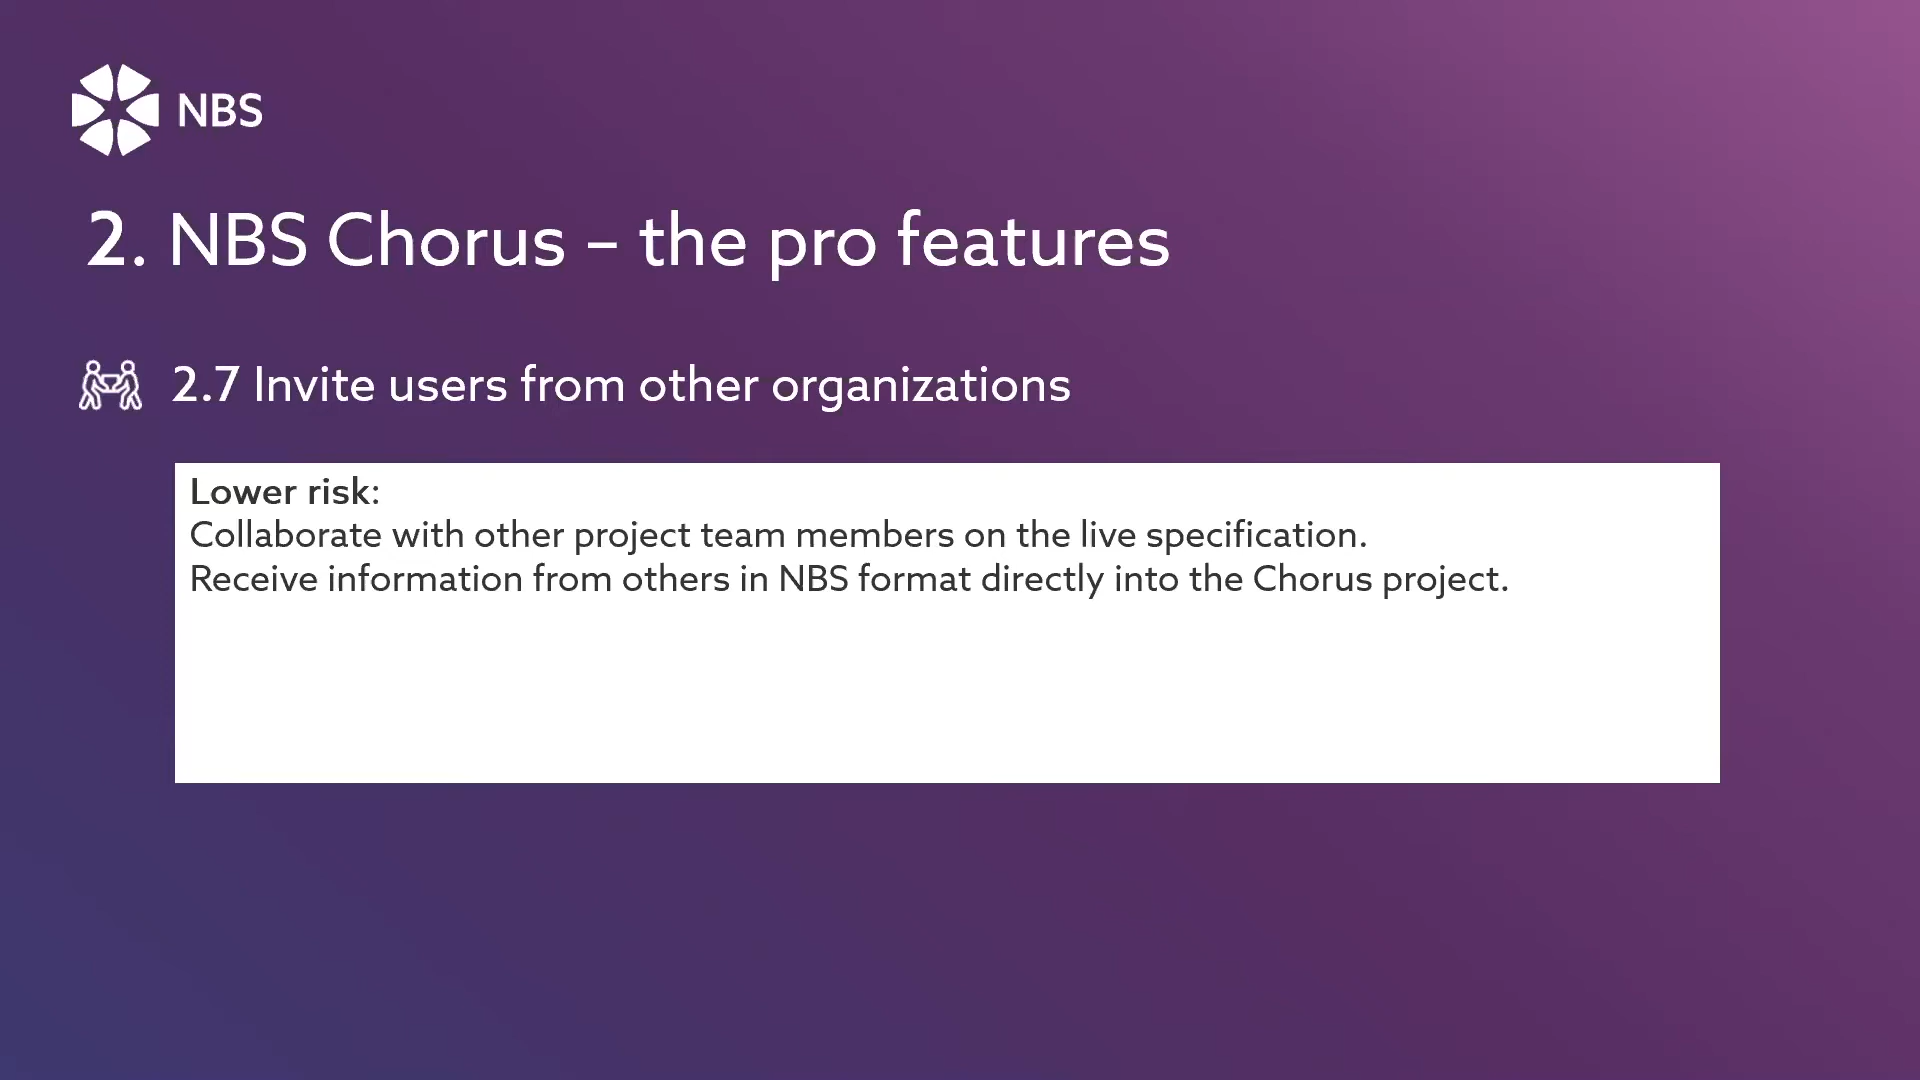 NBS
2. NBS Chorus – the pro features
2.7 Invite users from other organizations
Lower risk:
Collaborate with other project team members on the live specification.
Receive information from others in NBS format directly into the Chorus project.